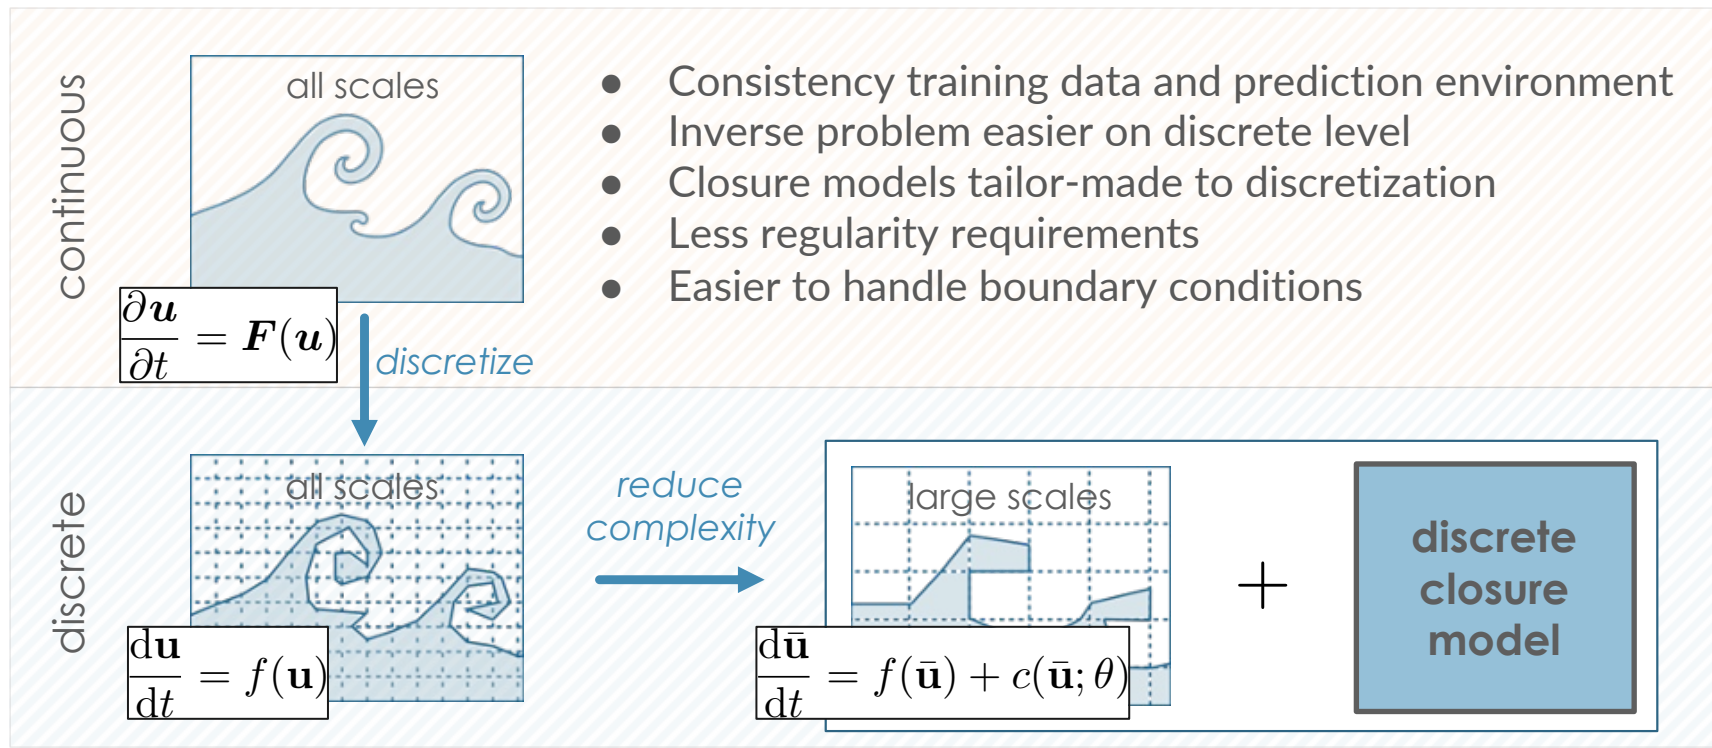 continuous
all scales
● Consistency training data and prediction environment
● Inverse problem easier on discrete level
● Closure models tailor-made to discretization
● Less regularity requirements
● Easier to handle boundary conditions
∂𝒖/∂t = 𝑭(𝒖)
discretize
discrete
all scales
d𝐮/dt = f(𝐮)
reduce
complexity
large scales
d𝐮̄/dt = f(𝐮̄) + c(𝐮̄; θ)
+
discrete
closure
model